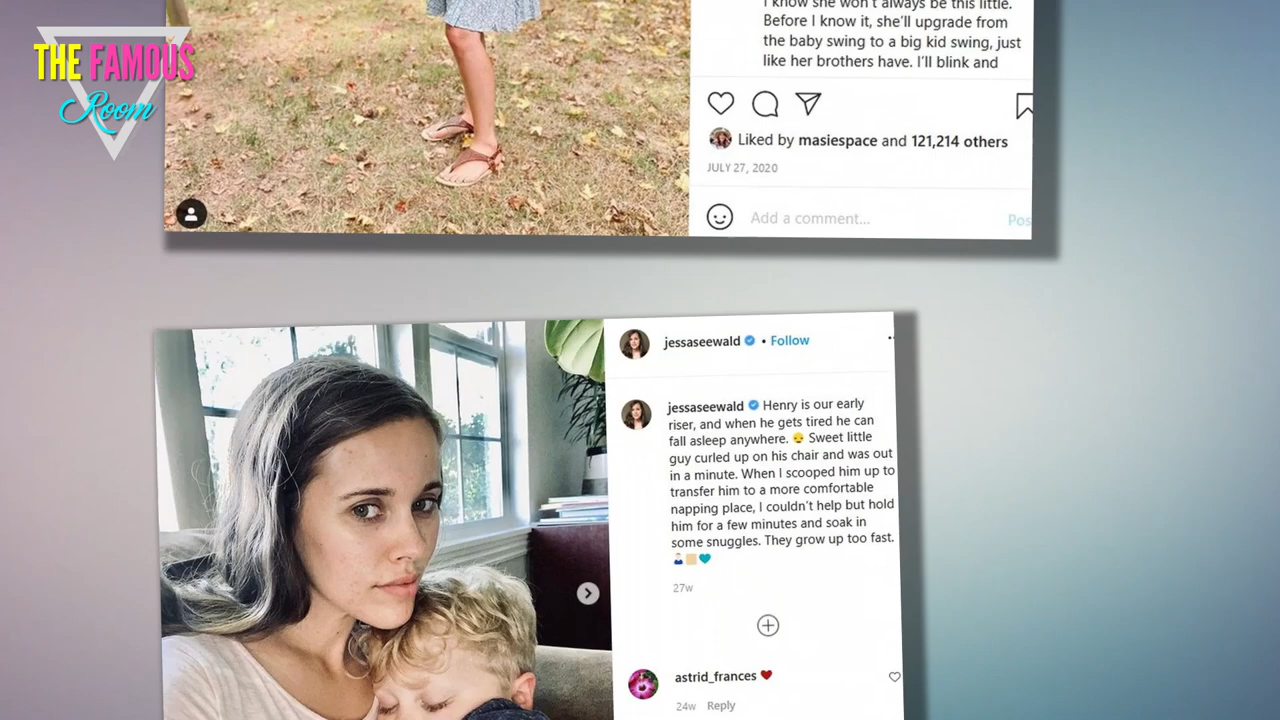 THE FAMOUS
Room
I know she won't always be this little.
Before I know it, she'll upgrade from
the baby swing to a big kid swing, just
like her brothers have. I'll blink and
Liked by masiespace and 121,214 others
JULY 27, 2020
Add a comment...
Pos
jessaseewald • Follow
jessaseewald Henry is our early
riser, and when he gets tired he can
fall asleep anywhere. 😴 Sweet little
guy curled up on his chair and was out
in a minute. When I scooped him up to
transfer him to a more comfortable
napping place, I couldn't help but hold
him for a few minutes and soak in
some snuggles. They grow up too fast.
27w
astrid_frances ❤️
24w Reply